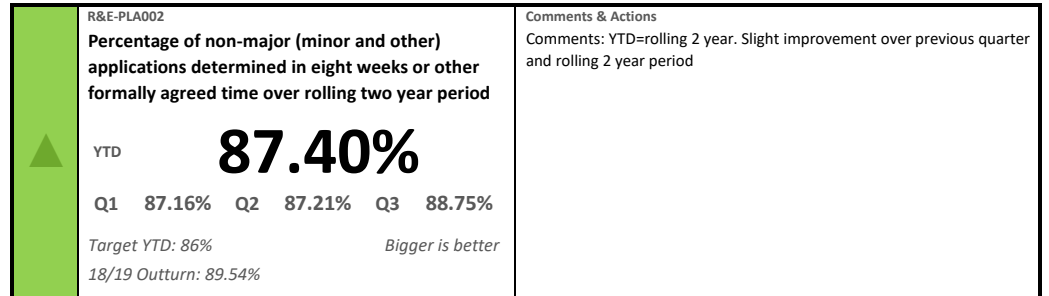 R&E-PLA002
Percentage of non-major (minor and other)
applications determined in eight weeks or other
formally agreed time over rolling two year period
YTD 87.40%
Q1 87.16% Q2 87.21% Q3 88.75%
Target YTD: 86% Bigger is better
18/19 Outturn: 89.54%
Comments & Actions
Comments: YTD=rolling 2 year. Slight improvement over previous quarter
and rolling 2 year period